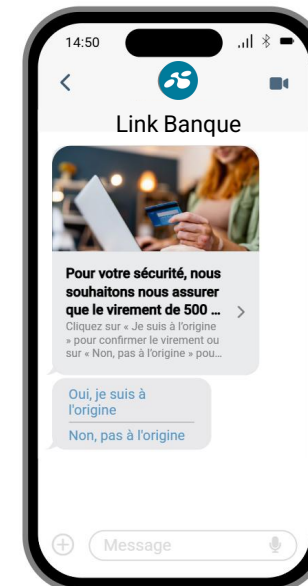 14:50
Link Banque
Pour votre sécurité, nous
souhaitons nous assurer
que le virement de 500 ...
Cliquez sur « Je suis à l'origine
» pour confirmer le virement ou
sur « Non, pas à l'origine » pou...
Oui, je suis à
l'origine
Non, pas à l'origine
Message